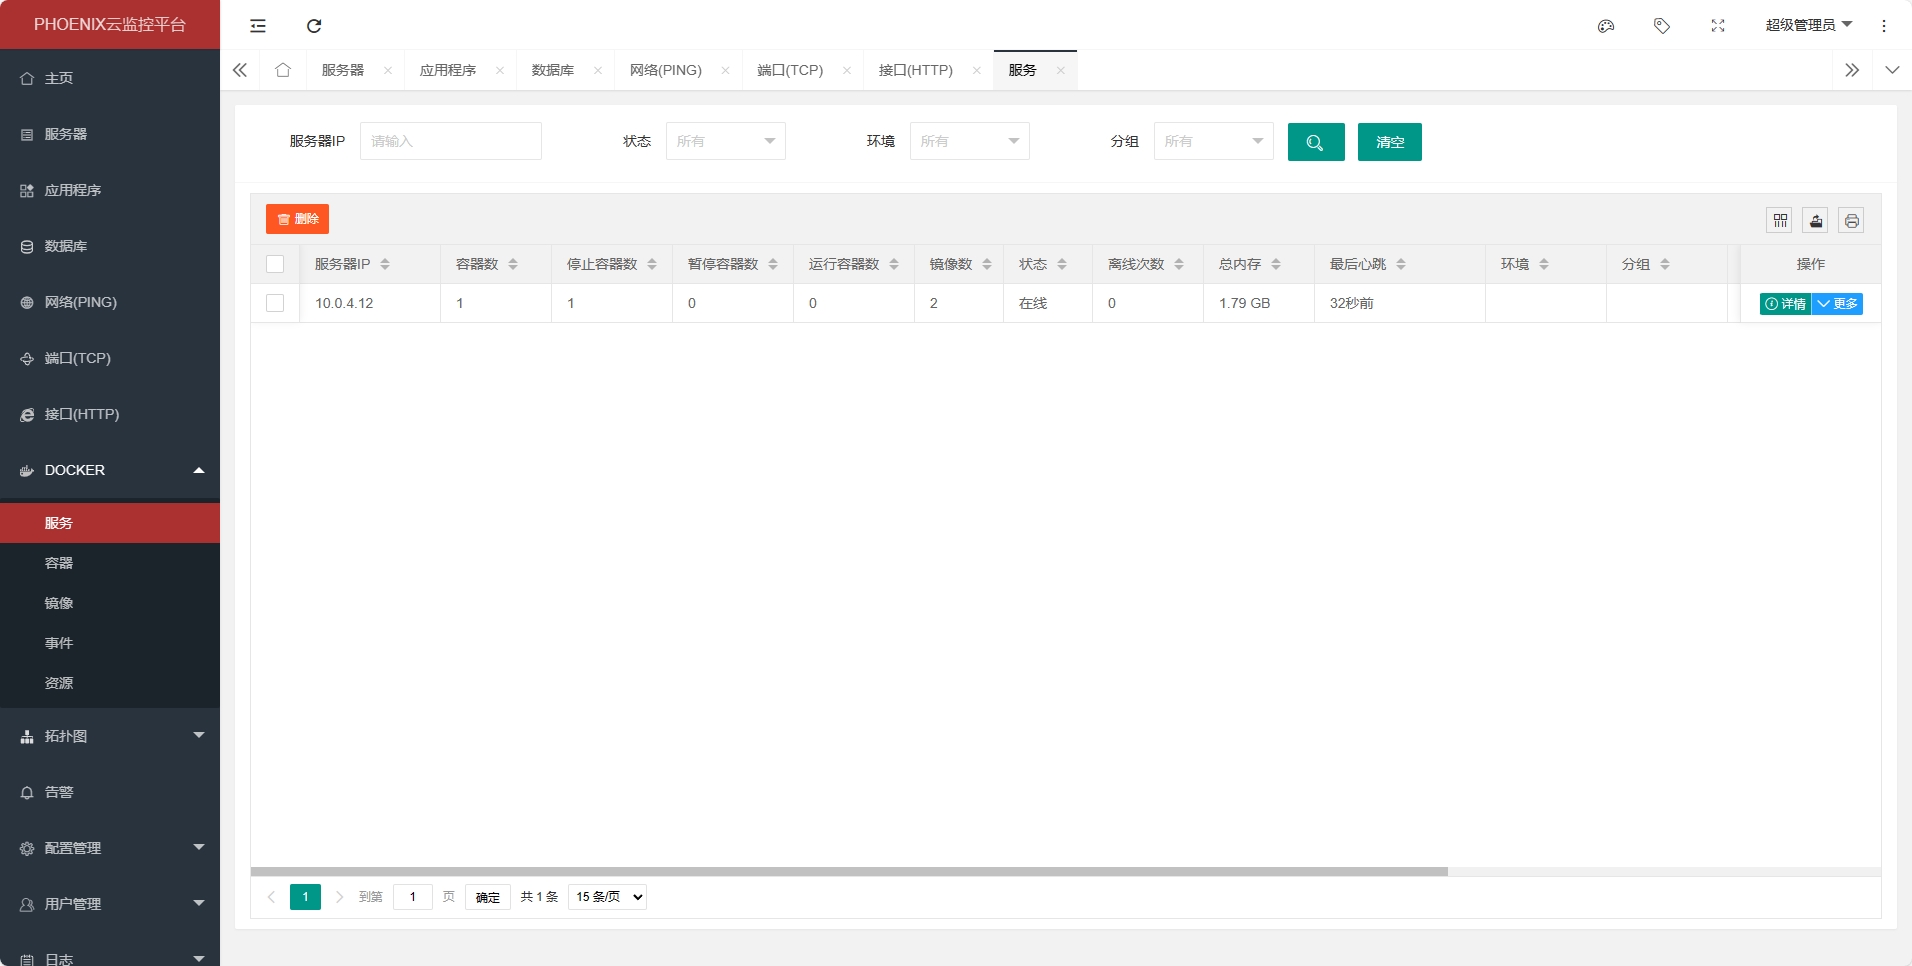 PHOENIX云监控平台
超级管理员
主页
服务器
应用程序
数据库
网络(PING)
端口(TCP)
接口(HTTP)
DOCKER
服务
容器
镜像
事件
资源
拓扑图
告警
配置管理
用户管理
日志
服务器 应用程序 数据库 网络(PING) 端口(TCP) 接口(HTTP) 服务
服务器IP 请输入 状态 所有 环境 所有 分组 所有 清空
删除
服务器IP 容器数 停止容器数 暂停容器数 运行容器数 镜像数 状态 离线次数 总内存 最后心跳 环境 分组 操作
10.0.4.12 1 1 0 0 2 在线 0 1.79 GB 32秒前 详情 更多
1 到第 1 页 确定 共 1 条 15 条/页